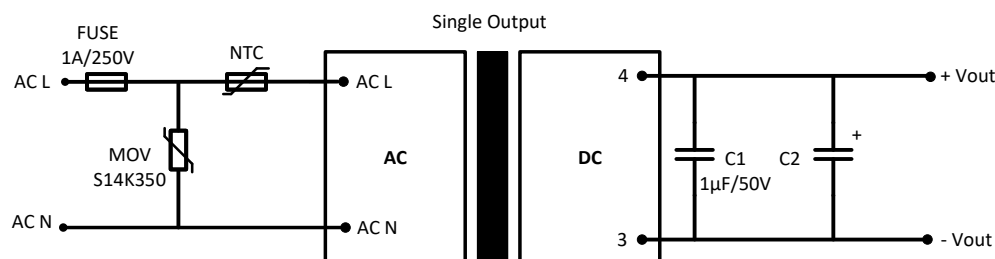 Single Output
FUSE
1A/250V
NTC
AC L
AC L
4
+ Vout
MOV
S14K350
AC
DC
C1
1µF/50V
C2
+
AC N
AC N
3
- Vout